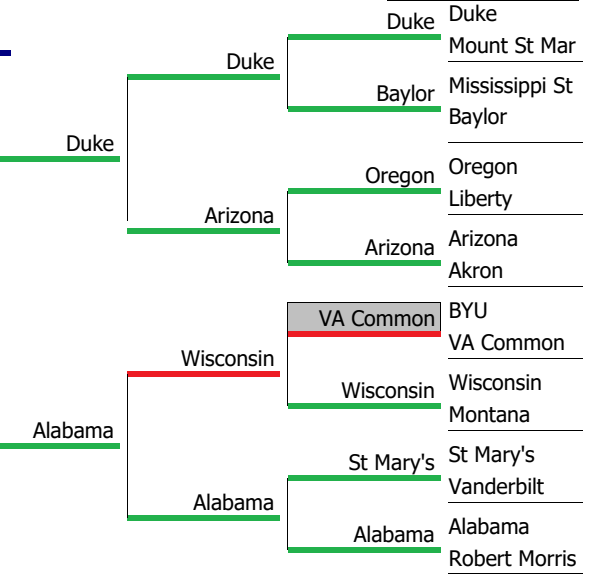 Duke
Mount St Mar
Mississippi St
Baylor
Oregon
Liberty
Arizona
Akron
BYU
VA Common
Wisconsin
Montana
St Mary's
Vanderbilt
Alabama
Robert Morris
Duke
Baylor
Oregon
Arizona
VA Common
Wisconsin
St Mary's
Alabama
Duke
Arizona
Wisconsin
Alabama
Duke
Alabama